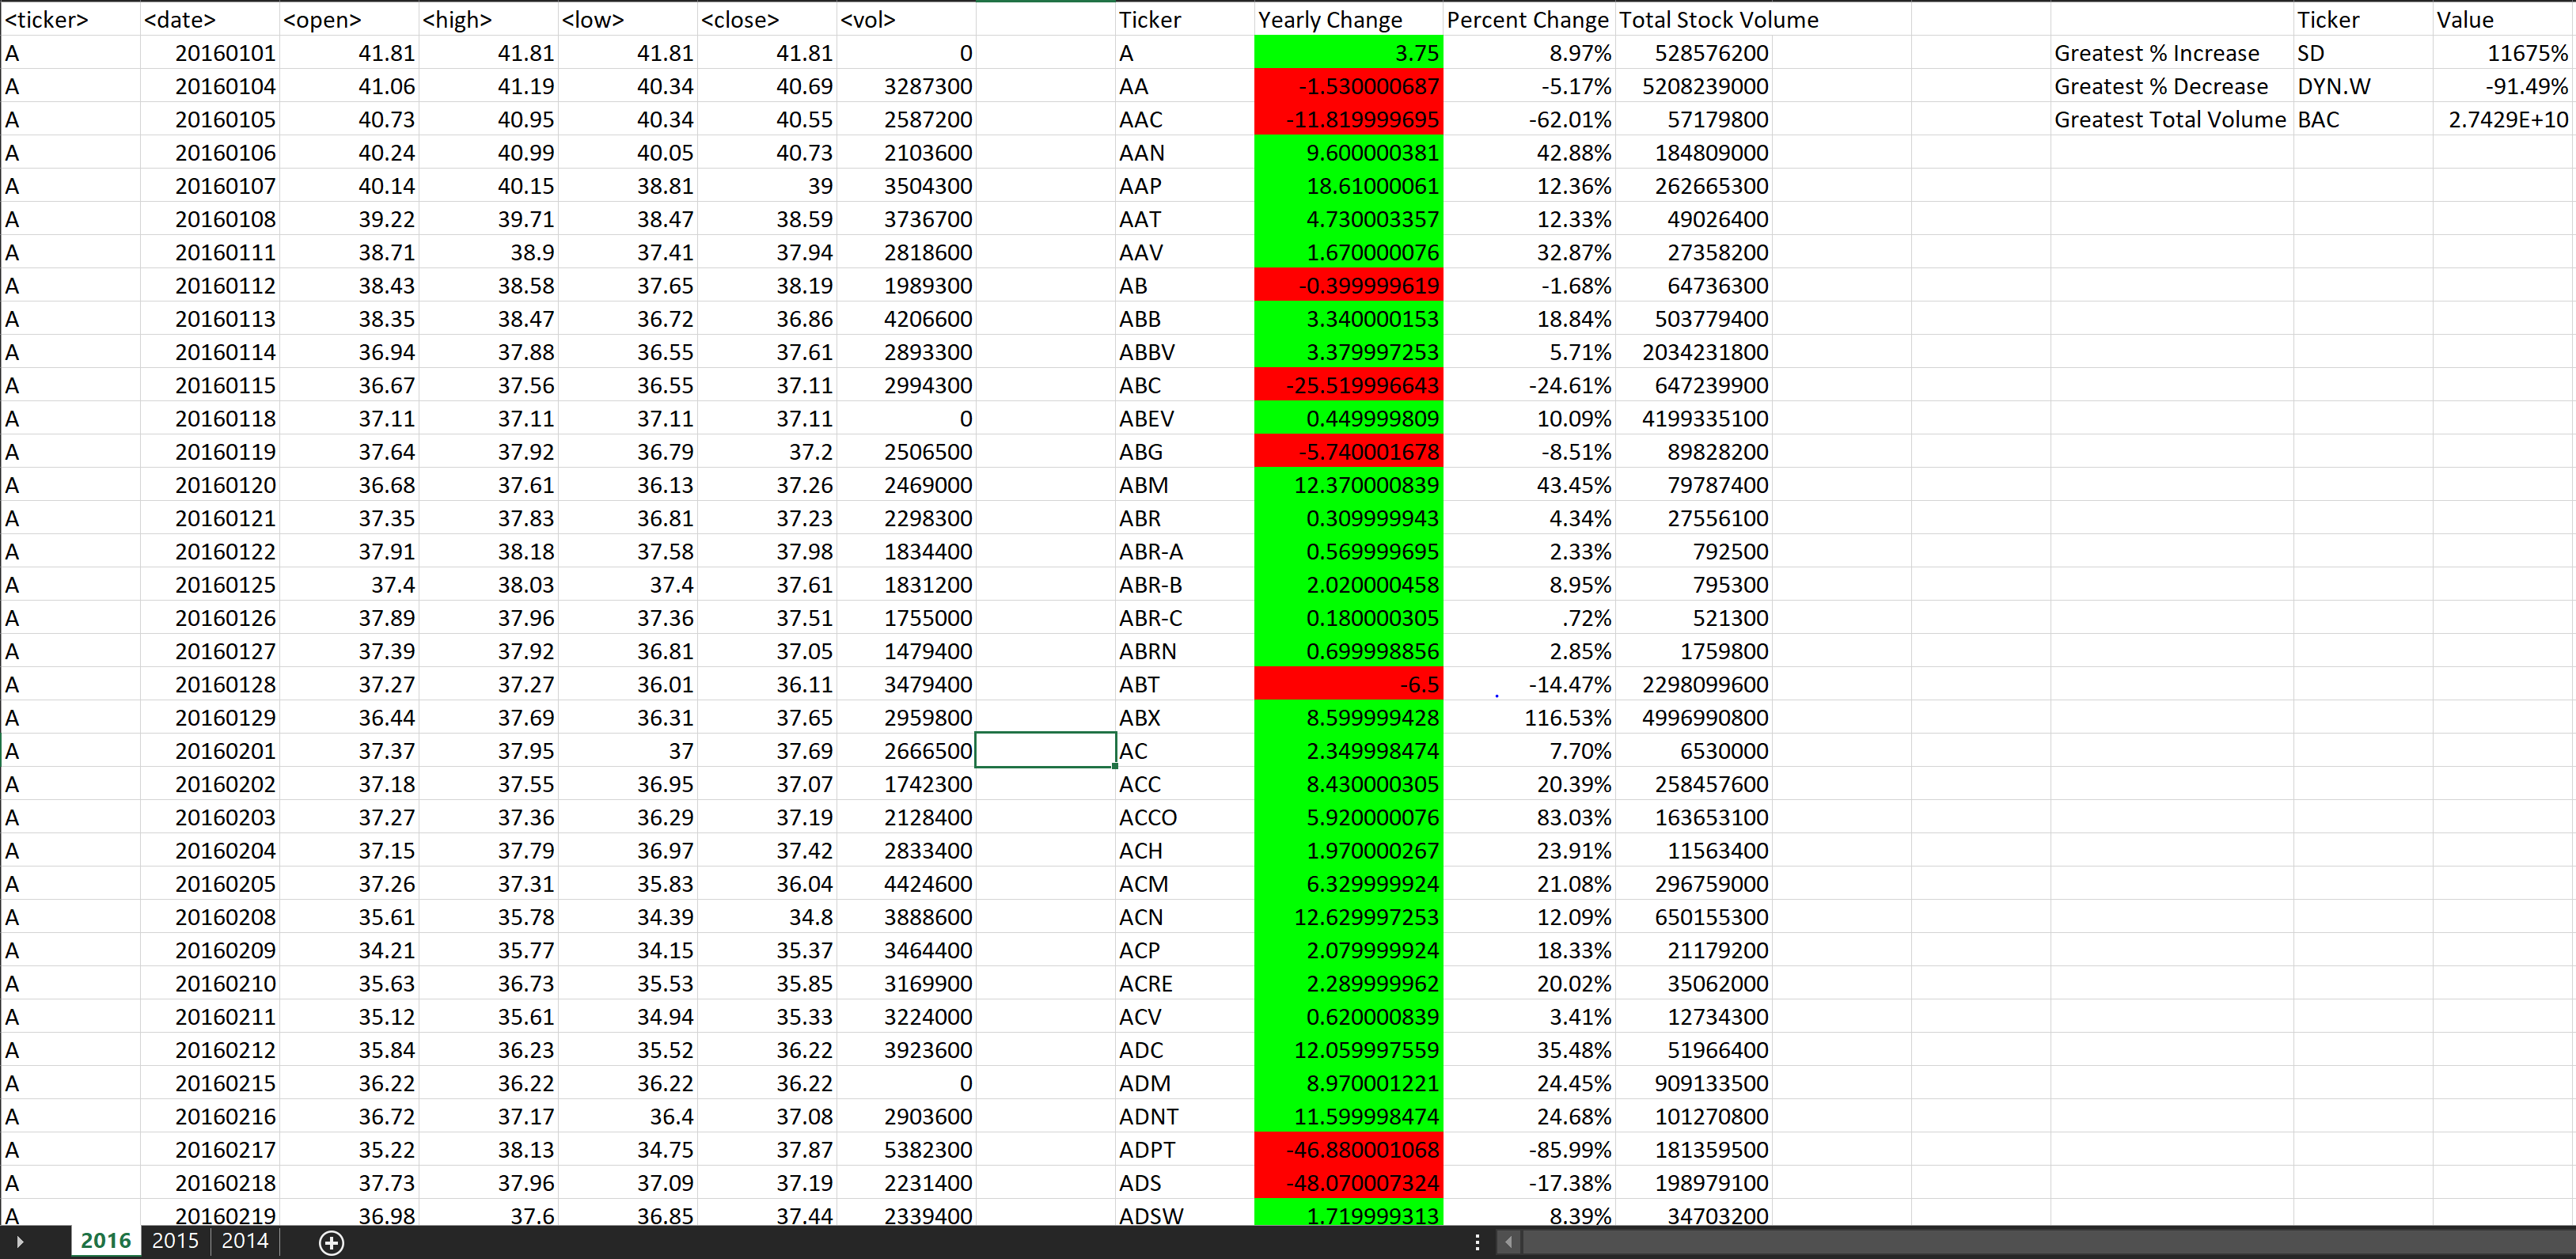 <ticker> <date> <open> <high> <low> <close> <vol> Ticker Yearly Change Percent Change Total Stock Volume Ticker Value
A 20160101 41.81 41.81 41.81 41.81 0 A 3.75 8.97% 528576200 Greatest % Increase SD 11675%
A 20160104 41.06 41.19 40.34 40.69 3287300 AA -1.530000687 -5.17% 5208239000 Greatest % Decrease DYN.W -91.49%
A 20160105 40.73 40.95 40.34 40.55 2587200 AAC -11.819999695 -62.01% 57179800 Greatest Total Volume BAC 2.7429E+10
A 20160106 40.24 40.99 40.05 40.73 2103600 AAN 9.600000381 42.88% 184809000
A 20160107 40.14 40.15 38.81 39 3504300 AAP 18.61000061 12.36% 262665300
A 20160108 39.22 39.71 38.47 38.59 3736700 AAT 4.730003357 12.33% 49026400
A 20160111 38.71 38.9 37.41 37.94 2818600 AAV 1.670000076 32.87% 27358200
A 20160112 38.43 38.58 37.65 38.19 1989300 AB -0.399999619 -1.68% 64736300
A 20160113 38.35 38.47 36.72 36.86 4206600 ABB 3.340000153 18.84% 503779400
A 20160114 36.94 37.88 36.55 37.61 2893300 ABBV 3.379997253 5.71% 2034231800
A 20160115 36.67 37.56 36.55 37.11 2994300 ABC -25.519996643 -24.61% 647239900
A 20160118 37.11 37.11 37.11 37.11 0 ABEV 0.449999809 10.09% 4199335100
A 20160119 37.64 37.92 36.79 37.2 2506500 ABG -5.740001678 -8.51% 89828200
A 20160120 36.68 37.61 36.13 37.26 2469000 ABM 12.370000839 43.45% 79787400
A 20160121 37.35 37.83 36.81 37.23 2298300 ABR 0.309999943 4.34% 27556100
A 20160122 37.91 38.18 37.58 37.98 1834400 ABR-A 0.569999695 2.33% 792500
A 20160125 37.4 38.03 37.4 37.61 1831200 ABR-B 2.020000458 8.95% 795300
A 20160126 37.89 37.96 37.36 37.51 1755000 ABR-C 0.180000305 .72% 521300
A 20160127 37.39 37.92 36.81 37.05 1479400 ABRN 0.699998856 2.85% 1759800
A 20160128 37.27 37.27 36.01 36.11 3479400 ABT -6.5 -14.47% 2298099600
A 20160129 36.44 37.69 36.31 37.65 2959800 ABX 8.599999428 116.53% 4996990800
A 20160201 37.37 37.95 37 37.69 2666500 AC 2.349998474 7.70% 6530000
A 20160202 37.18 37.55 36.95 37.07 1742300 ACC 8.430000305 20.39% 258457600
A 20160203 37.27 37.36 36.29 37.19 2128400 ACCO 5.920000076 83.03% 163653100
A 20160204 37.15 37.79 36.97 37.42 2833400 ACH 1.970000267 23.91% 11563400
A 20160205 37.26 37.31 35.83 36.04 4424600 ACM 6.329999924 21.08% 296759000
A 20160208 35.61 35.78 34.39 34.8 3888600 ACN 12.629997253 12.09% 650155300
A 20160209 34.21 35.77 34.15 35.37 3464400 ACP 2.079999924 18.33% 21179200
A 20160210 35.63 36.73 35.53 35.85 3169900 ACRE 2.289999962 20.02% 35062000
A 20160211 35.12 35.61 34.94 35.33 3224000 ACV 0.620000839 3.41% 12734300
A 20160212 35.84 36.23 35.52 36.22 3923600 ADC 12.059997559 35.48% 51966400
A 20160215 36.22 36.22 36.22 36.22 0 ADM 8.970001221 24.45% 909133500
A 20160216 36.72 37.17 36.4 37.08 2903600 ADNT 11.599998474 24.68% 101270800
A 20160217 35.22 38.13 34.75 37.87 5382300 ADPT -46.880001068 -85.99% 181359500
A 20160218 37.73 37.96 37.09 37.19 2231400 ADS -48.070007324 -17.38% 198979100
A 20160219 36.98 37.6 36.85 37.44 2339400 ADSW 1.719999313 8.39% 34703200
2016 2015 2014